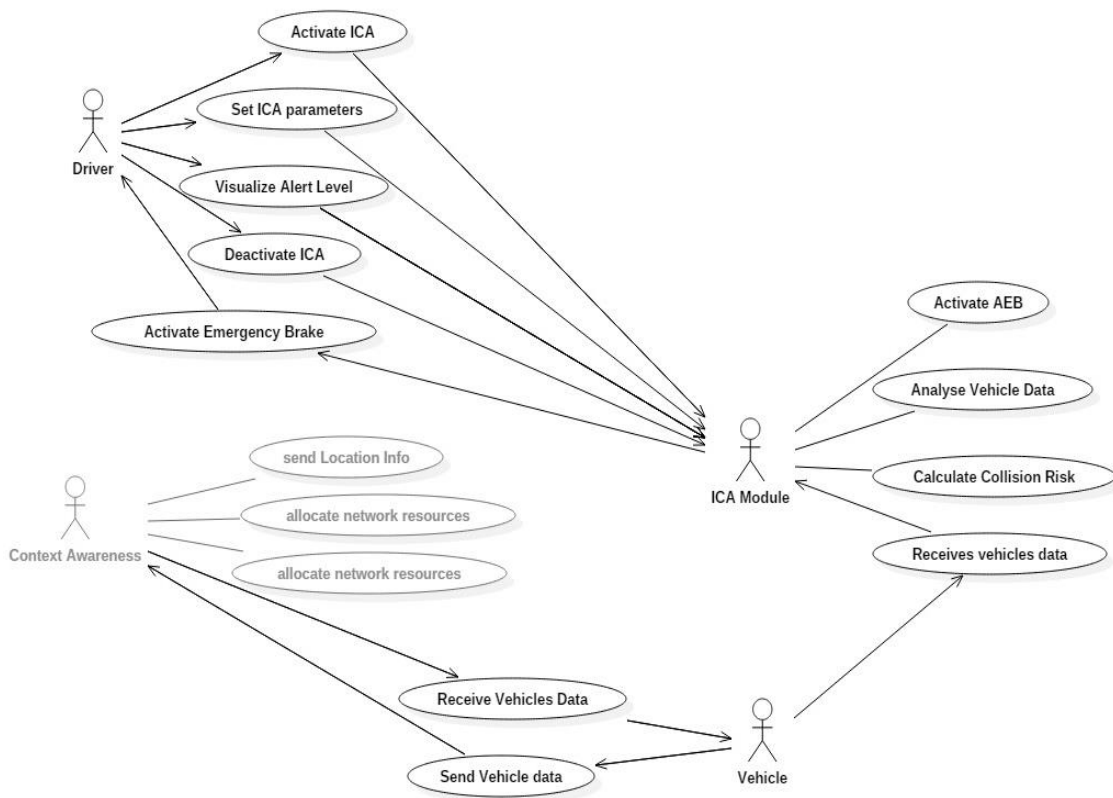 Activate ICA
Set ICA parameters
Driver
Visualize Alert Level
Deactivate ICA
Activate Emergency Brake
Activate AEB
Analyse Vehicle Data
send Location Info
Calculate Collision Risk
ICA Module
allocate network resources
Context Awareness
Receives vehicles data
allocate network resources
Receive Vehicles Data
Send Vehicle data
Vehicle